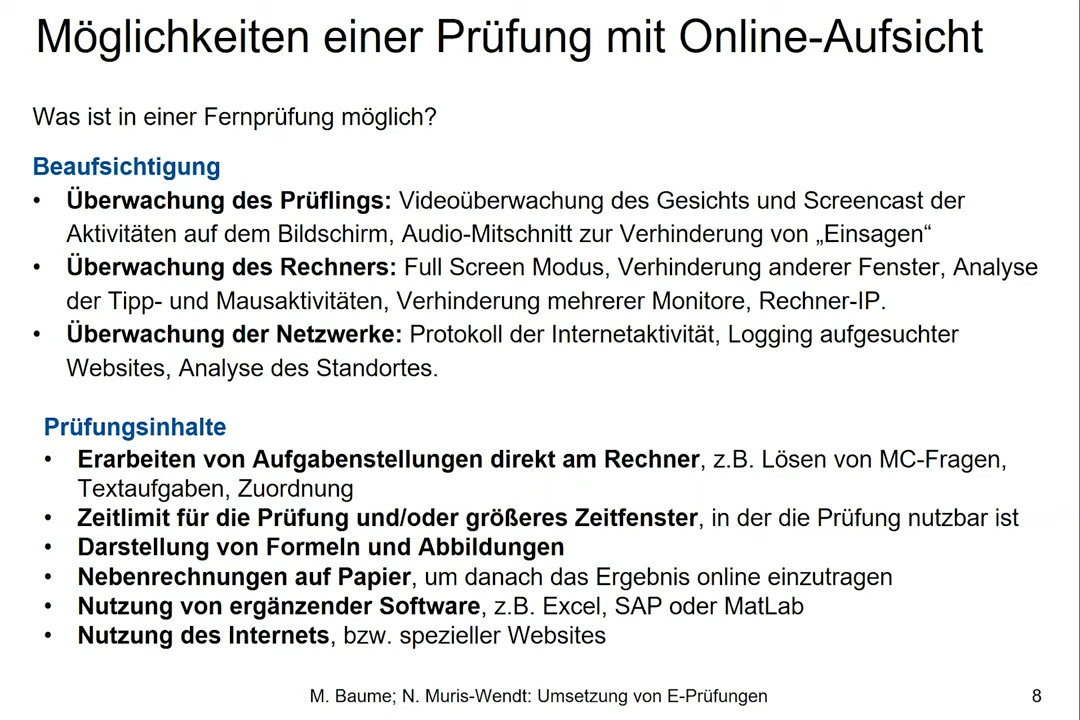 Möglichkeiten einer Prüfung mit Online-Aufsicht
Was ist in einer Fernprüfung möglich?
Beaufsichtigung
• Überwachung des Prüflings: Videoüberwachung des Gesichts und Screencast der
Aktivitäten auf dem Bildschirm, Audio-Mitschnitt zur Verhinderung von „Einsagen“
• Überwachung des Rechners: Full Screen Modus, Verhinderung anderer Fenster, Analyse
der Tipp- und Mausaktivitäten, Verhinderung mehrerer Monitore, Rechner-IP.
• Überwachung der Netzwerke: Protokoll der Internetaktivität, Logging aufgesuchter
Websites, Analyse des Standortes.
Prüfungsinhalte
• Erarbeiten von Aufgabenstellungen direkt am Rechner, z.B. Lösen von MC-Fragen,
Textaufgaben, Zuordnung
• Zeitlimit für die Prüfung und/oder größeres Zeitfenster, in der die Prüfung nutzbar ist
• Darstellung von Formeln und Abbildungen
• Nebenrechnungen auf Papier, um danach das Ergebnis online einzutragen
• Nutzung von ergänzender Software, z.B. Excel, SAP oder MatLab
• Nutzung des Internets, bzw. spezieller Websites
M. Baume; N. Muris-Wendt: Umsetzung von E-Prüfungen 8